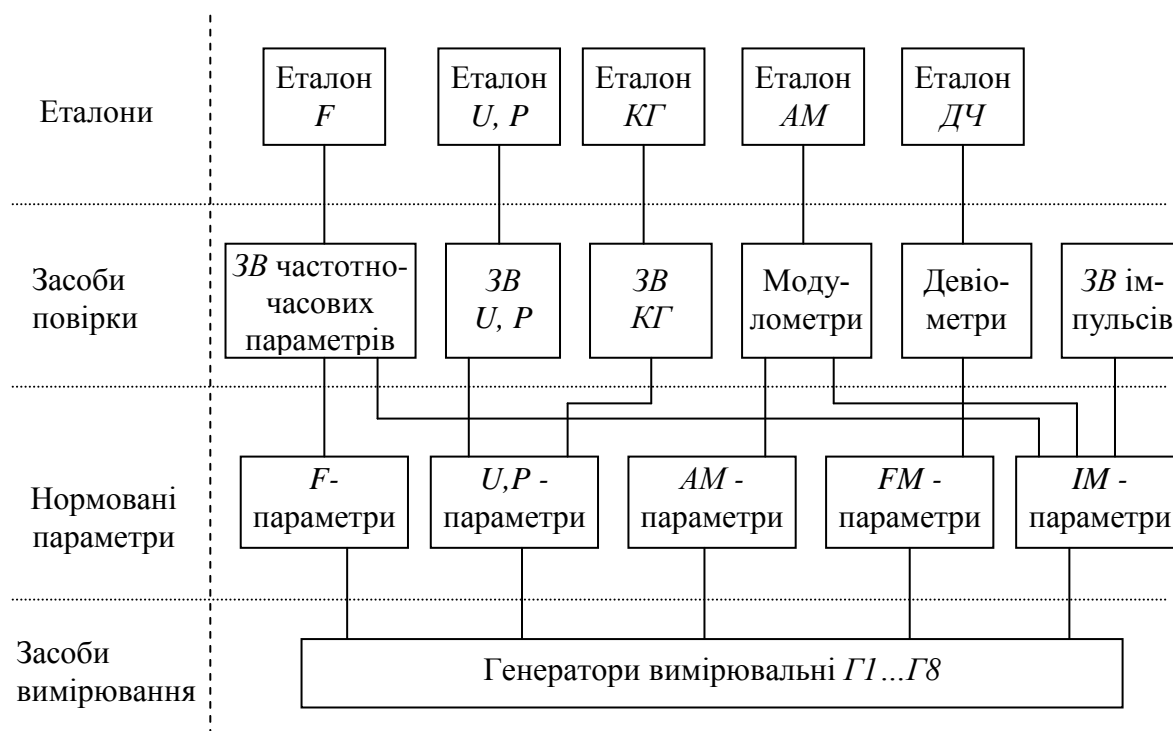 Еталони
Еталон
F
Еталон
U, P
Еталон
КГ
Еталон
АМ
Еталон
ДЧ
Засоби
повірки
ЗВ частотно-
часових
параметрів
ЗВ
U, P
ЗВ
КГ
Моду-
лометри
Девіо-
метри
ЗВ ім-
пульсів
Нормовані
параметри
F-
параметри
U,P -
параметри
АМ -
параметри
FM -
параметри
IM -
параметри
Засоби
вимірювання
Генератори вимірювальні Г1...Г8